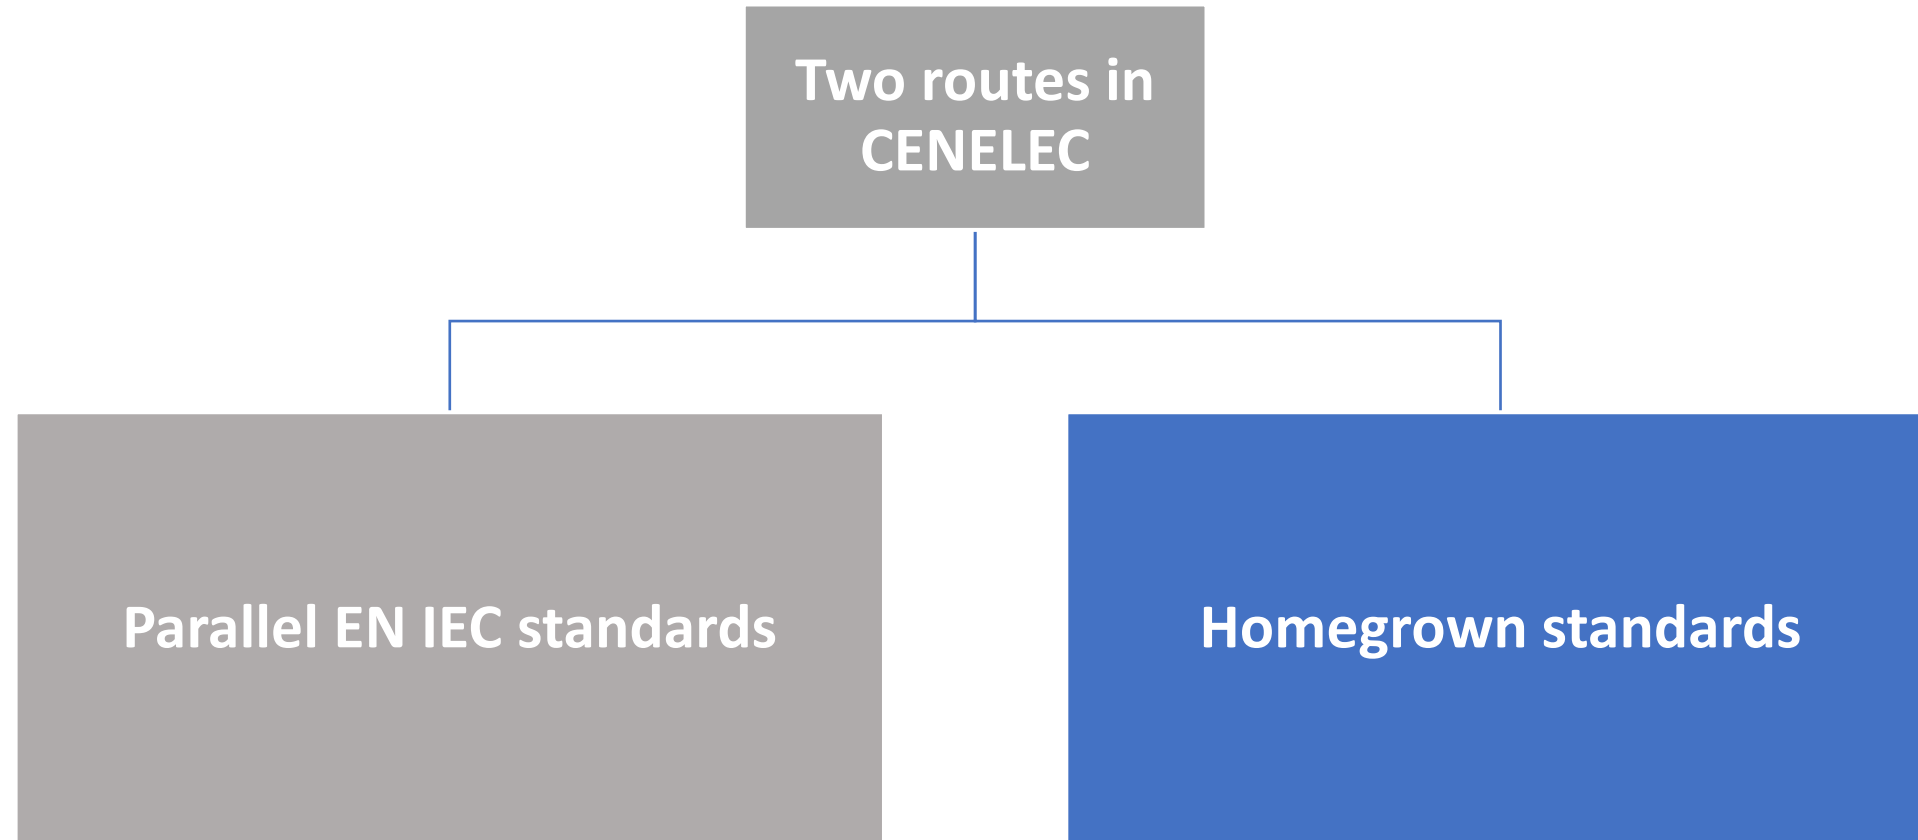 Two routes in
CENELEC
Parallel EN IEC standards
Homegrown standards